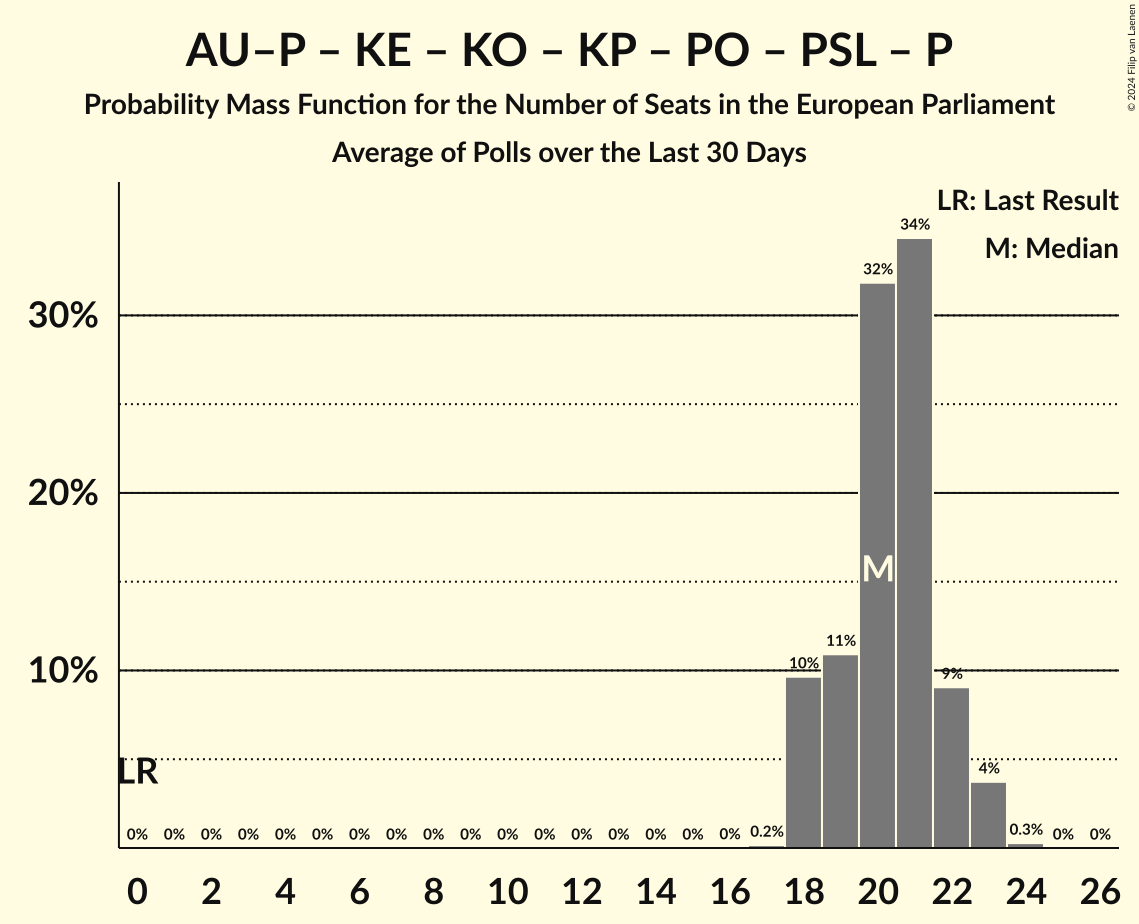 AU–P – KE – KO – KP – PO – PSL – P
Probability Mass Function for the Number of Seats in the European Parliament
Average of Polls over the Last 30 Days
© 2024 Filip van Laenen
LR: Last Result
M: Median
34%
32%
30%
20%
M
11%
10%
10%
9%
LR
4%
0% 0% 0% 0% 0% 0% 0% 0% 0% 0% 0% 0% 0% 0% 0% 0% 0% 0.2% 0.3% 0% 0%
0 2 4 6 8 10 12 14 16 18 20 22 24 26